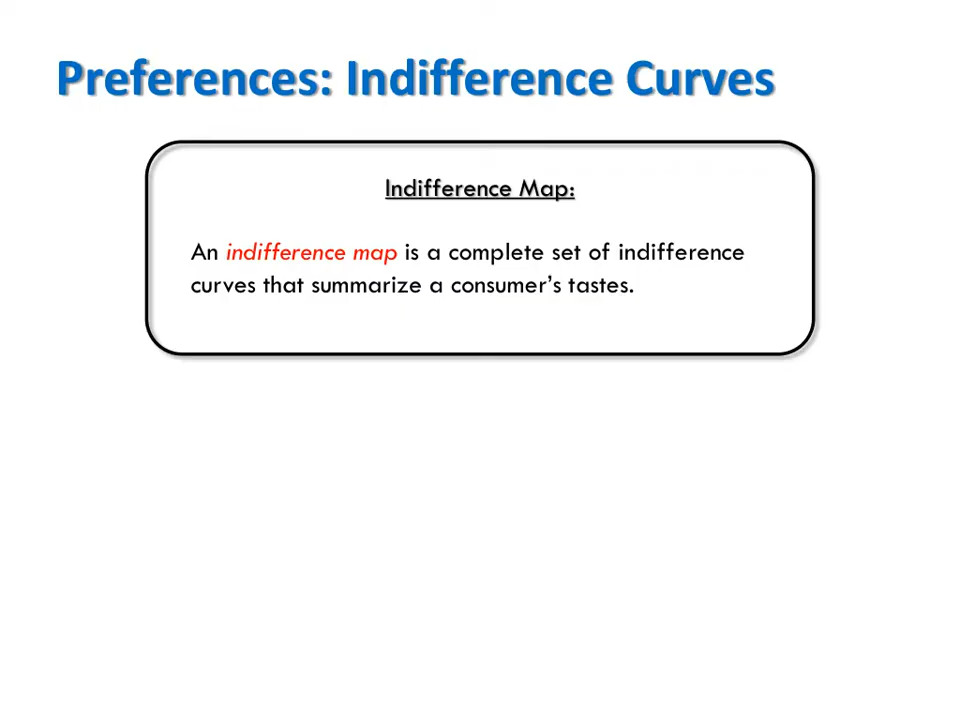 Preferences: Indifference Curves
Indifference Map:
An indifference map is a complete set of indifference
curves that summarize a consumer’s tastes.